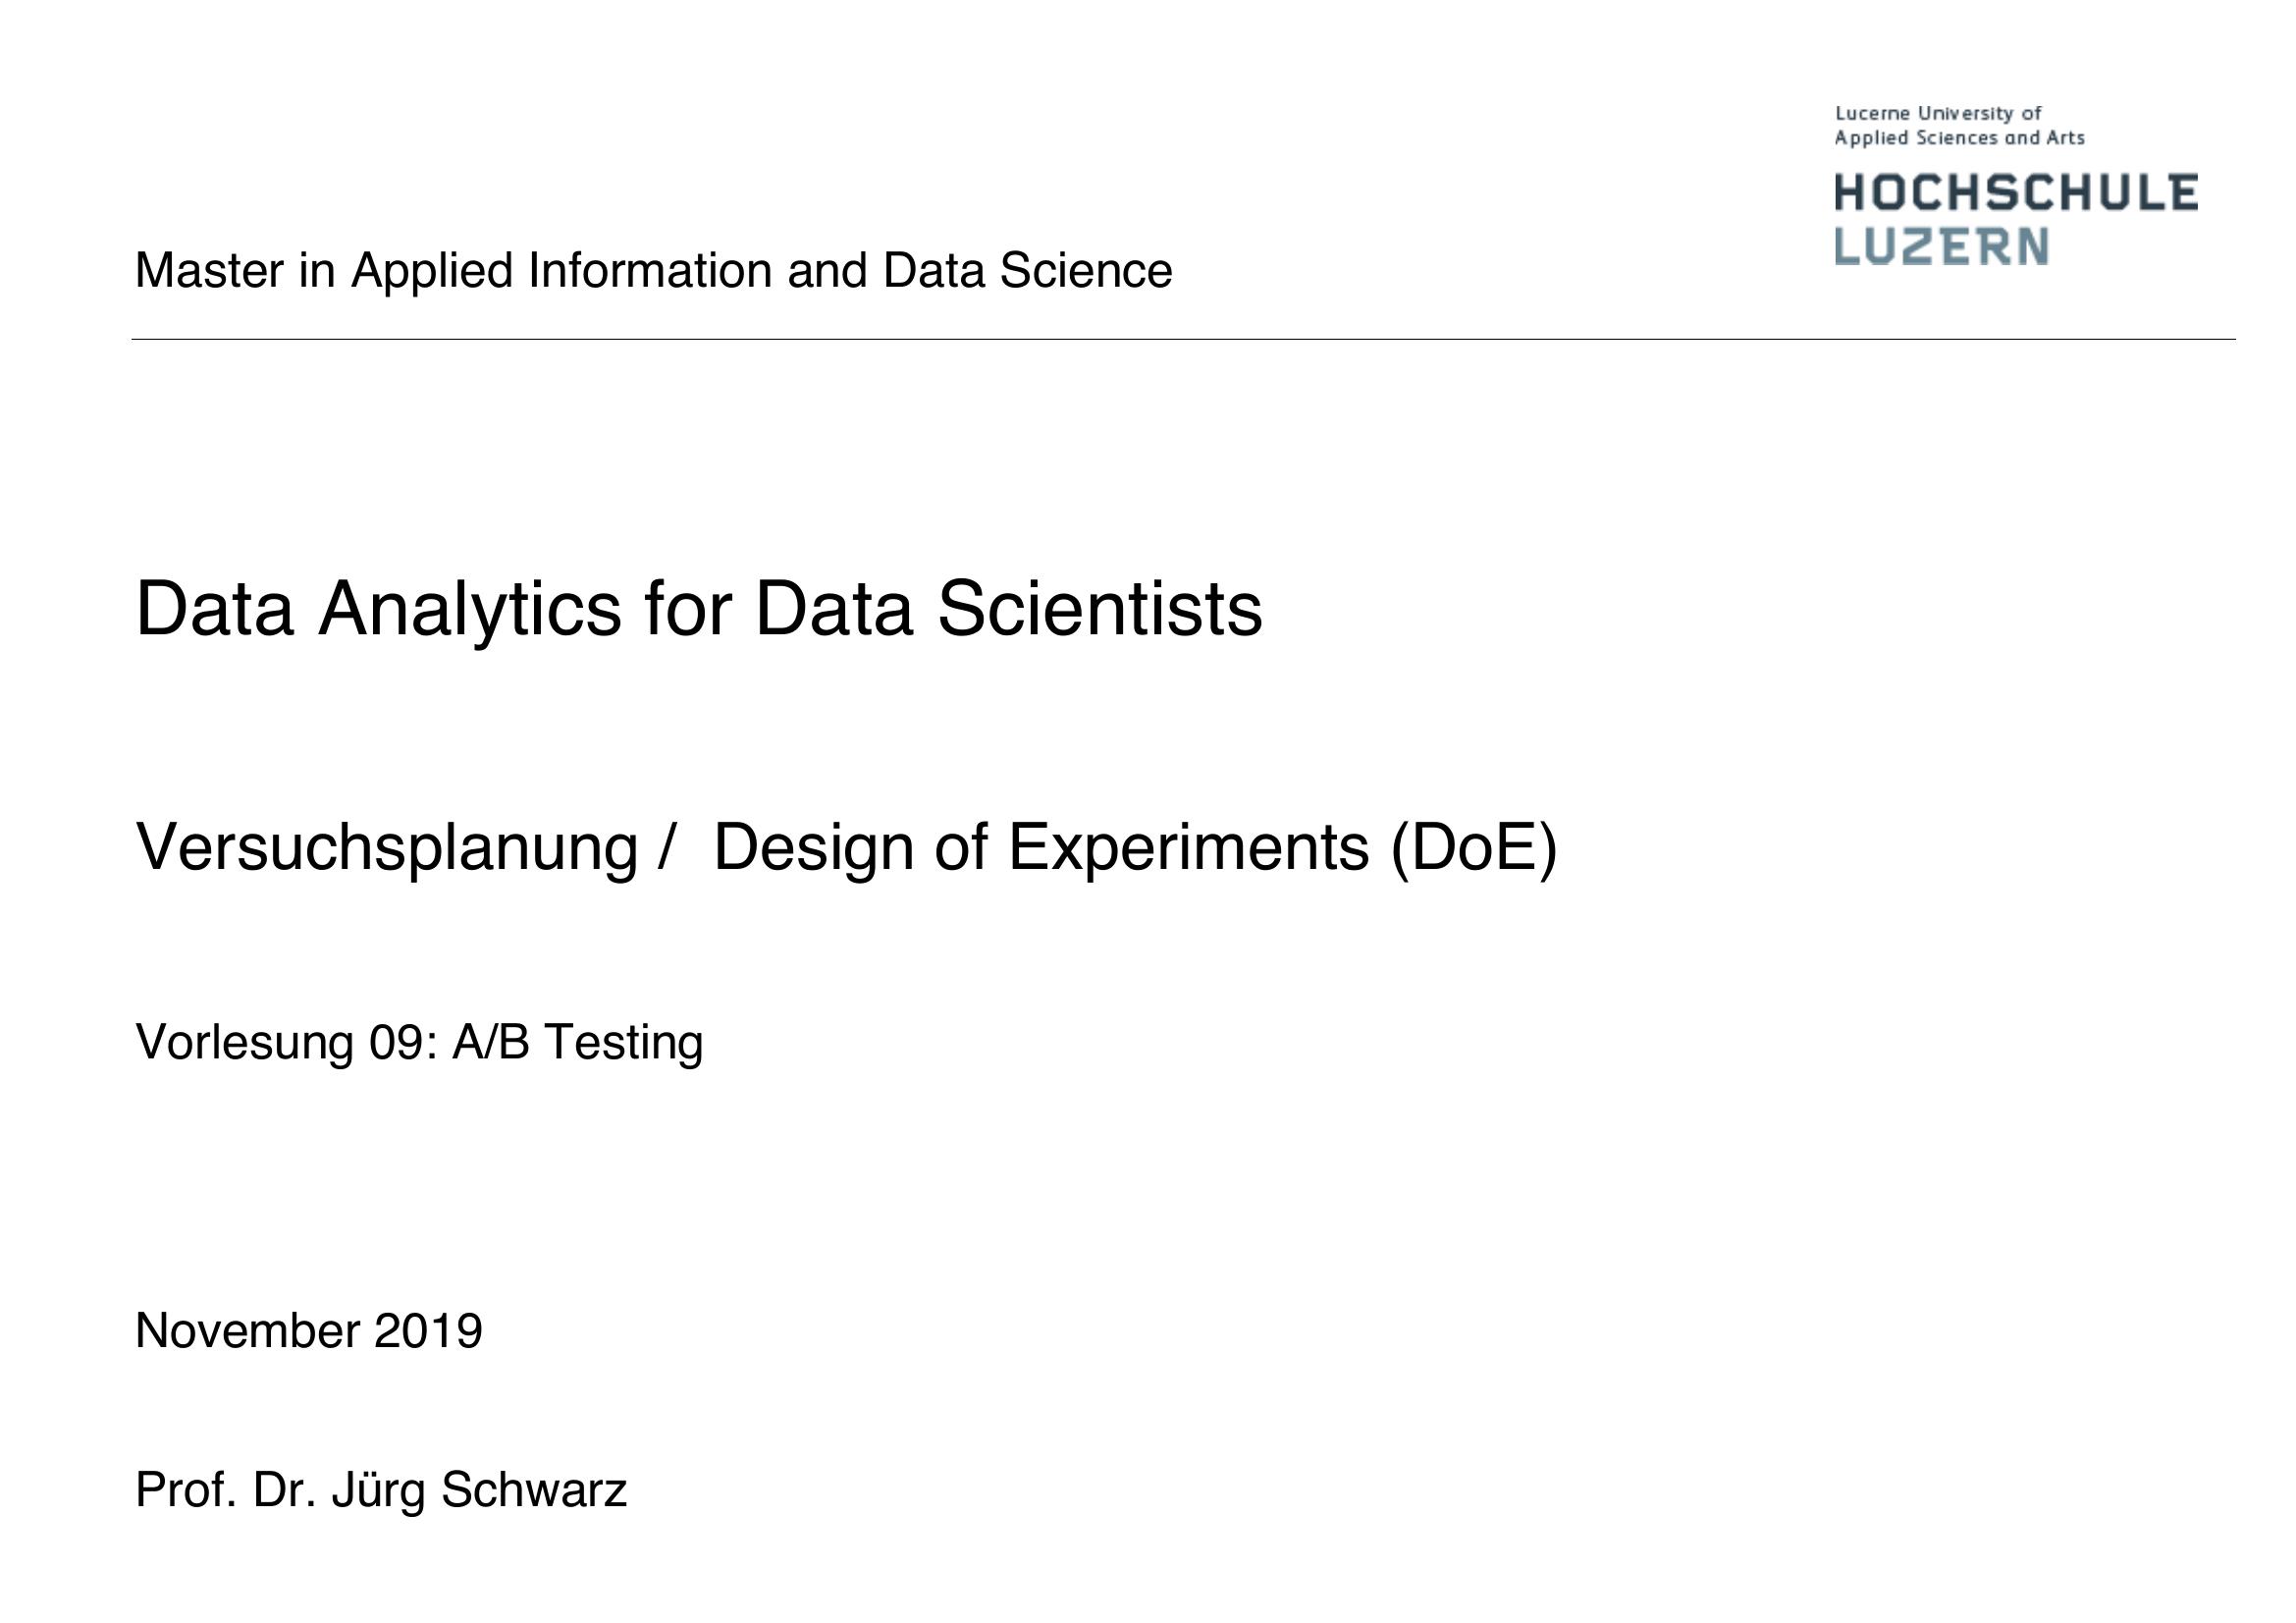 Lucerne University of
Applied Sciences and Arts
HOCHSCHULE
LUZERN
Master in Applied Information and Data Science
Data Analytics for Data Scientists
Versuchsplanung / Design of Experiments (DoE)
Vorlesung 09: A/B Testing
November 2019
Prof. Dr. Jürg Schwarz